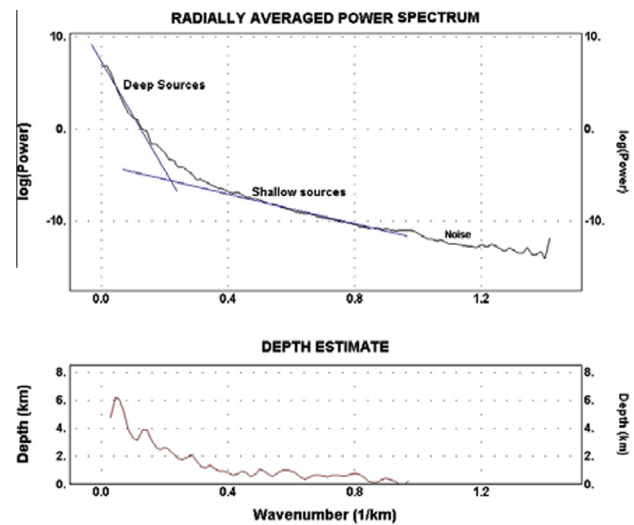 RADIALLY AVERAGED POWER SPECTRUM
10.
0.
-10.
log(Power)
10.
0.
-10.
log(Power)
Deep Sources
Shallow sources
Noise
0.0 0.4 0.8 1.2
DEPTH ESTIMATE
8.
6.
4.
2.
0.
Depth (km)
8.
6.
4.
2.
0.
Depth (km)
0.0 0.4 0.8 1.2
Wavenumber (1/km)